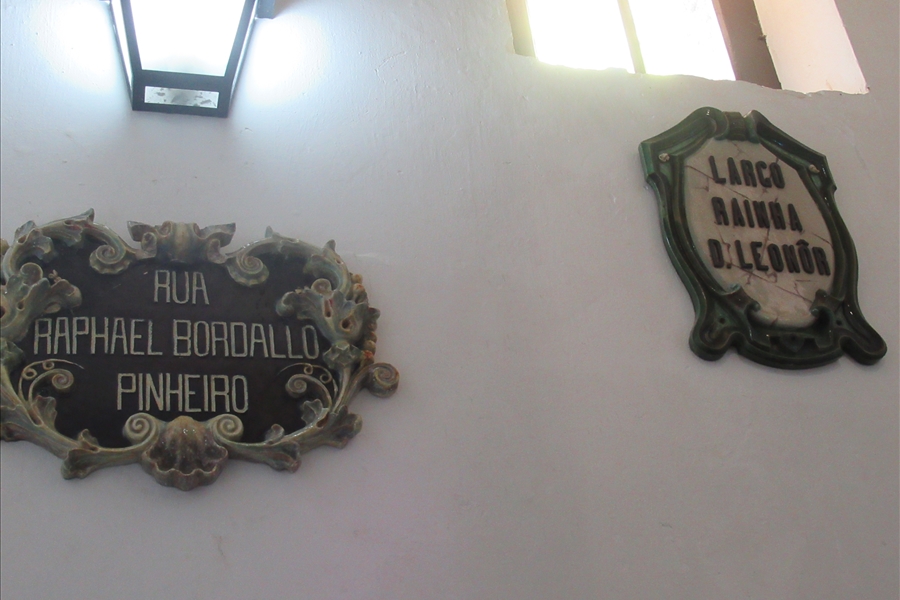 RUA
RAPHAEL BORDALLO
PINHEIRO
LARGO
RAINHA
D. LEONÔR